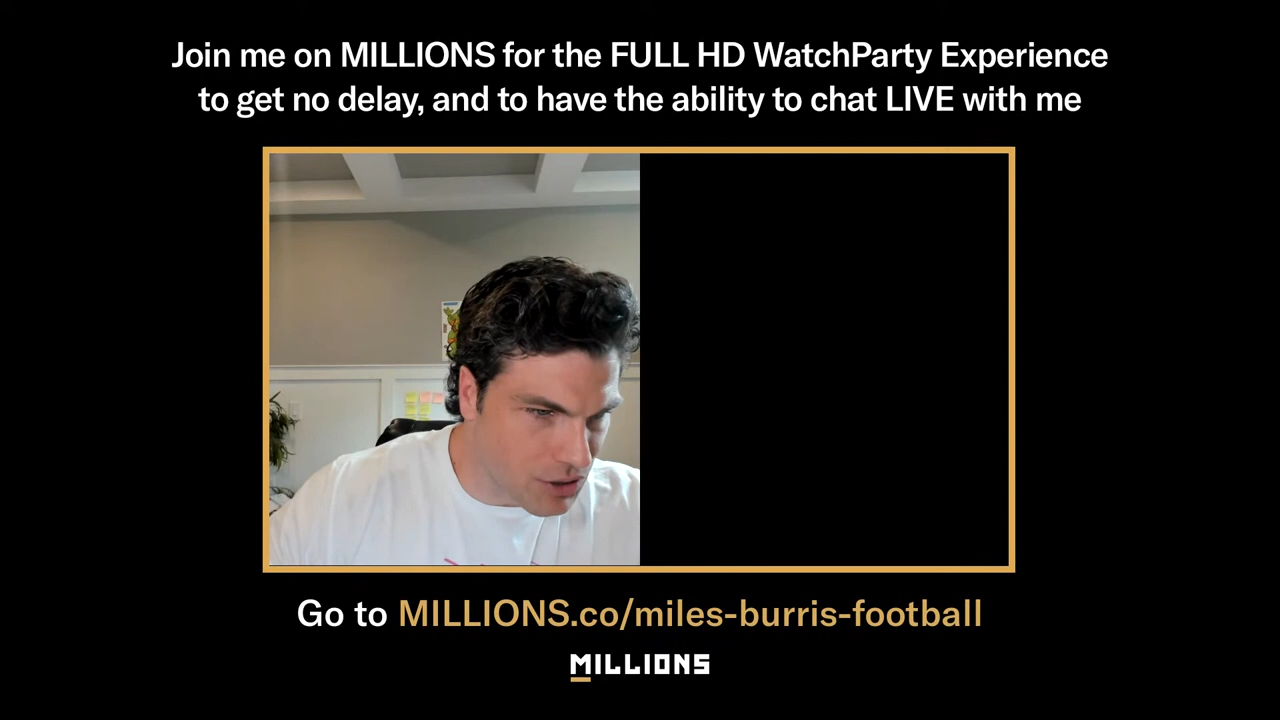 Join me on MILLIONS for the FULL HD WatchParty Experience
to get no delay, and to have the ability to chat LIVE with me
Go to MILLIONS.co/miles-burris-football
MILLIONS